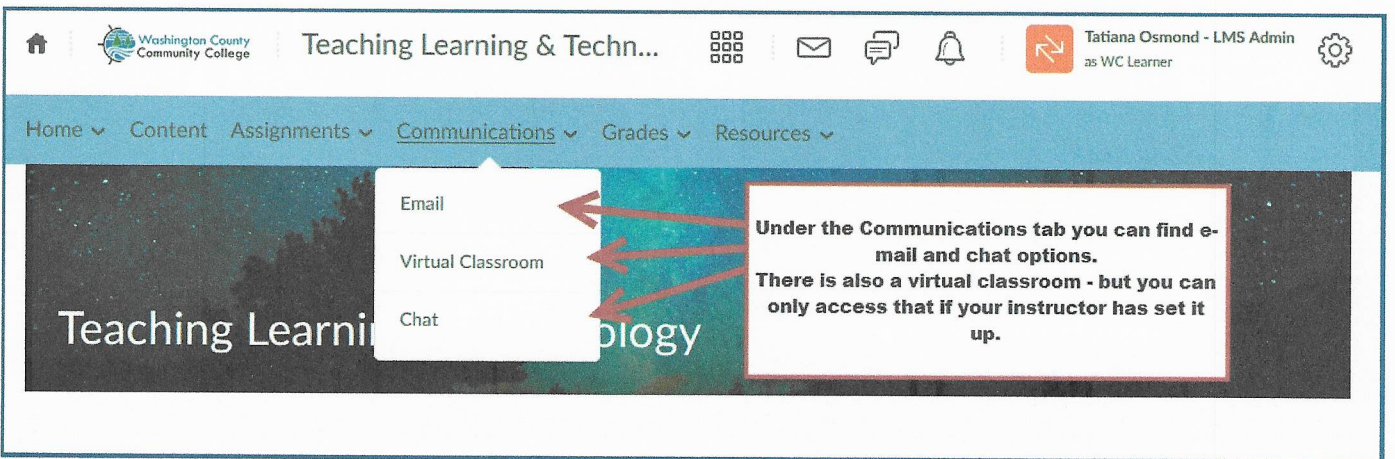 Washington County
Community College
Teaching Learning & Techn...
Tatiana Osmond - LMS Admin
as WC Learner
Home Content Assignments Communications Grades Resources
Email
Virtual Classroom
Chat
Under the Communications tab you can find e-
mail and chat options.
There is also a virtual classroom - but you can
only access that if your instructor has set it
up.
Teaching Learni ology